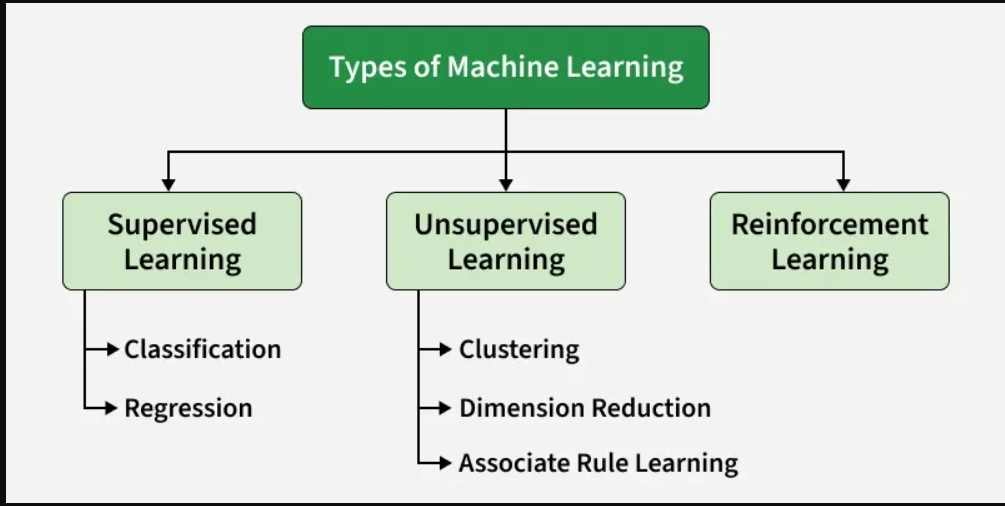 Types of Machine Learning
Supervised
Learning
Unsupervised
Learning
Reinforcement
Learning
Classification
Regression
Clustering
Dimension Reduction
Associate Rule Learning